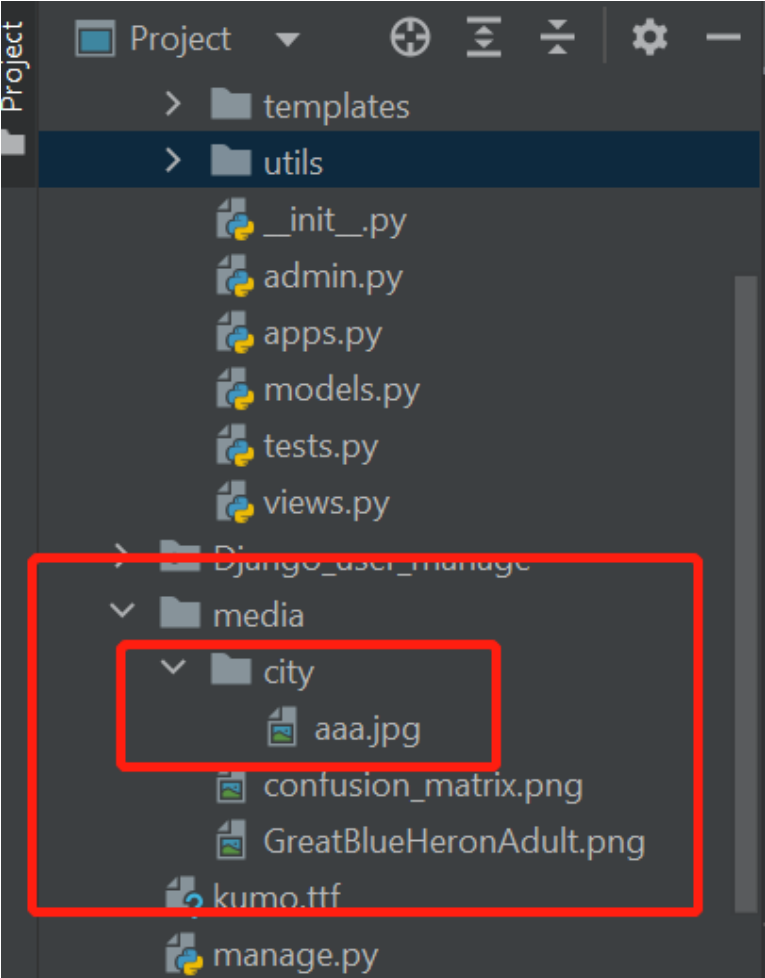 Project
Project
templates
utils
__init__.py
admin.py
apps.py
models.py
tests.py
views.py
Django_user_manage
media
city
aaa.jpg
confusion_matrix.png
GreatBlueHeronAdult.png
kumo.ttf
manage.py